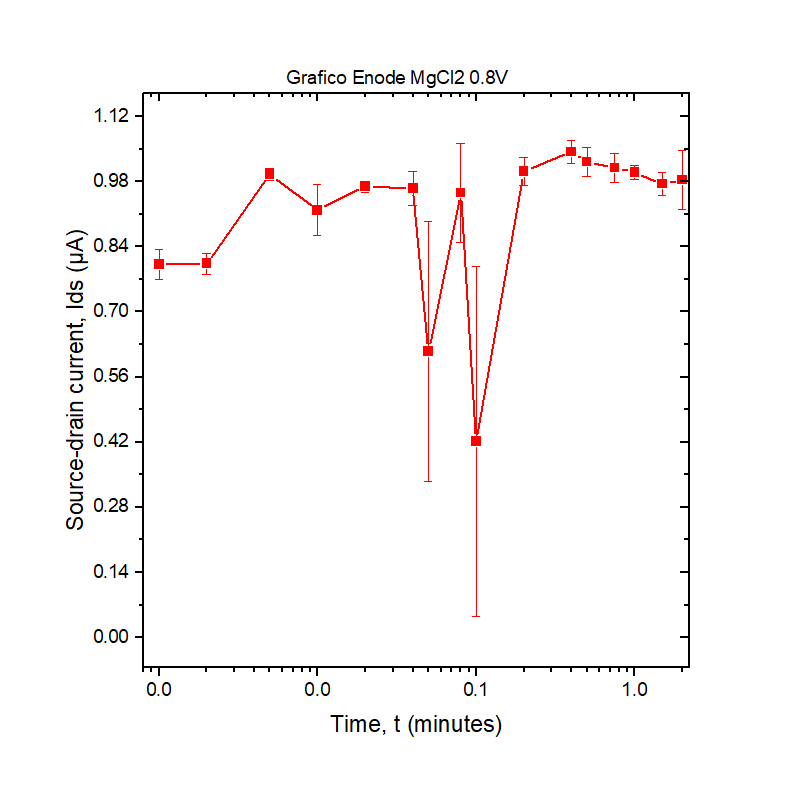 Grafico Enode MgCl2 0.8V
1.12
0.98
0.84
0.70
0.56
0.42
0.28
0.14
0.00
Source-drain current, Ids (µA)
0.0 0.0 0.1 1.0
Time, t (minutes)